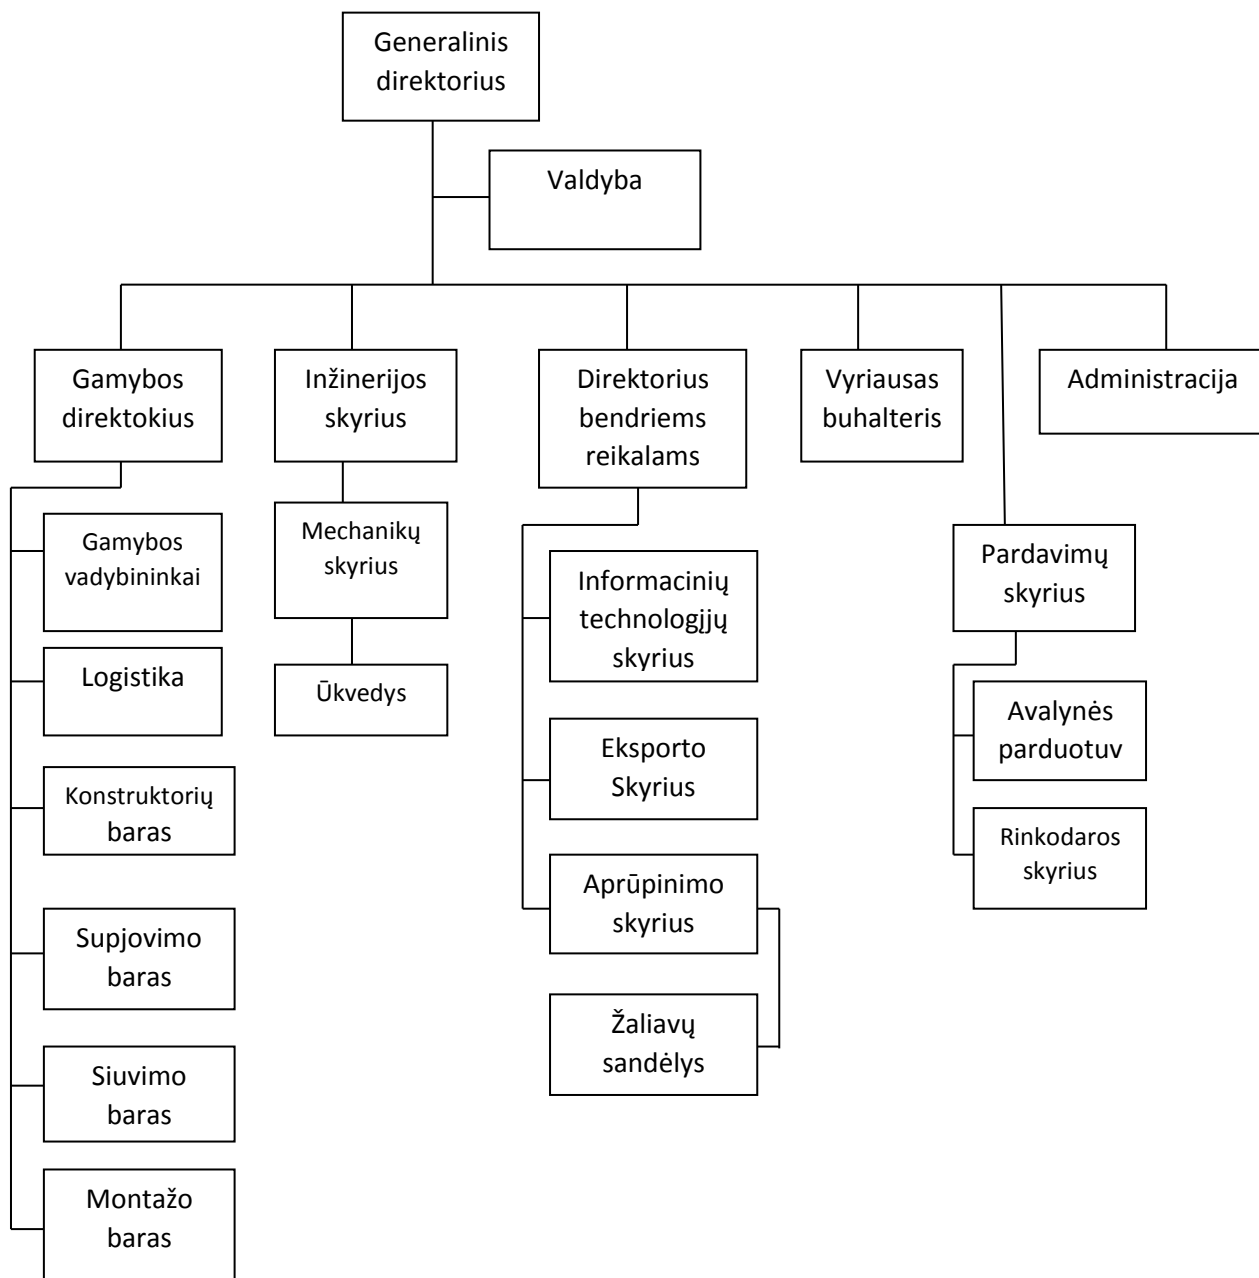 Generalinis
direktorius
Valdyba
Gamybos
direktokius
Inžinerijos
skyrius
Direktorius
bendriems
reikalams
Vyriausas
buhalteris
Administracija
Gamybos
vadybininkai
Logistika
Konstruktorių
baras
Supjovimo
baras
Siuvimo
baras
Montažo
baras
Mechanikų
skyrius
Ūkvedys
Informacinių
technologįjų
skyrius
Eksporto
Skyrius
Aprūpinimo
skyrius
Žaliavų
sandėlys
Pardavimų
skyrius
Avalynės
parduotuv
Rinkodaros
skyrius